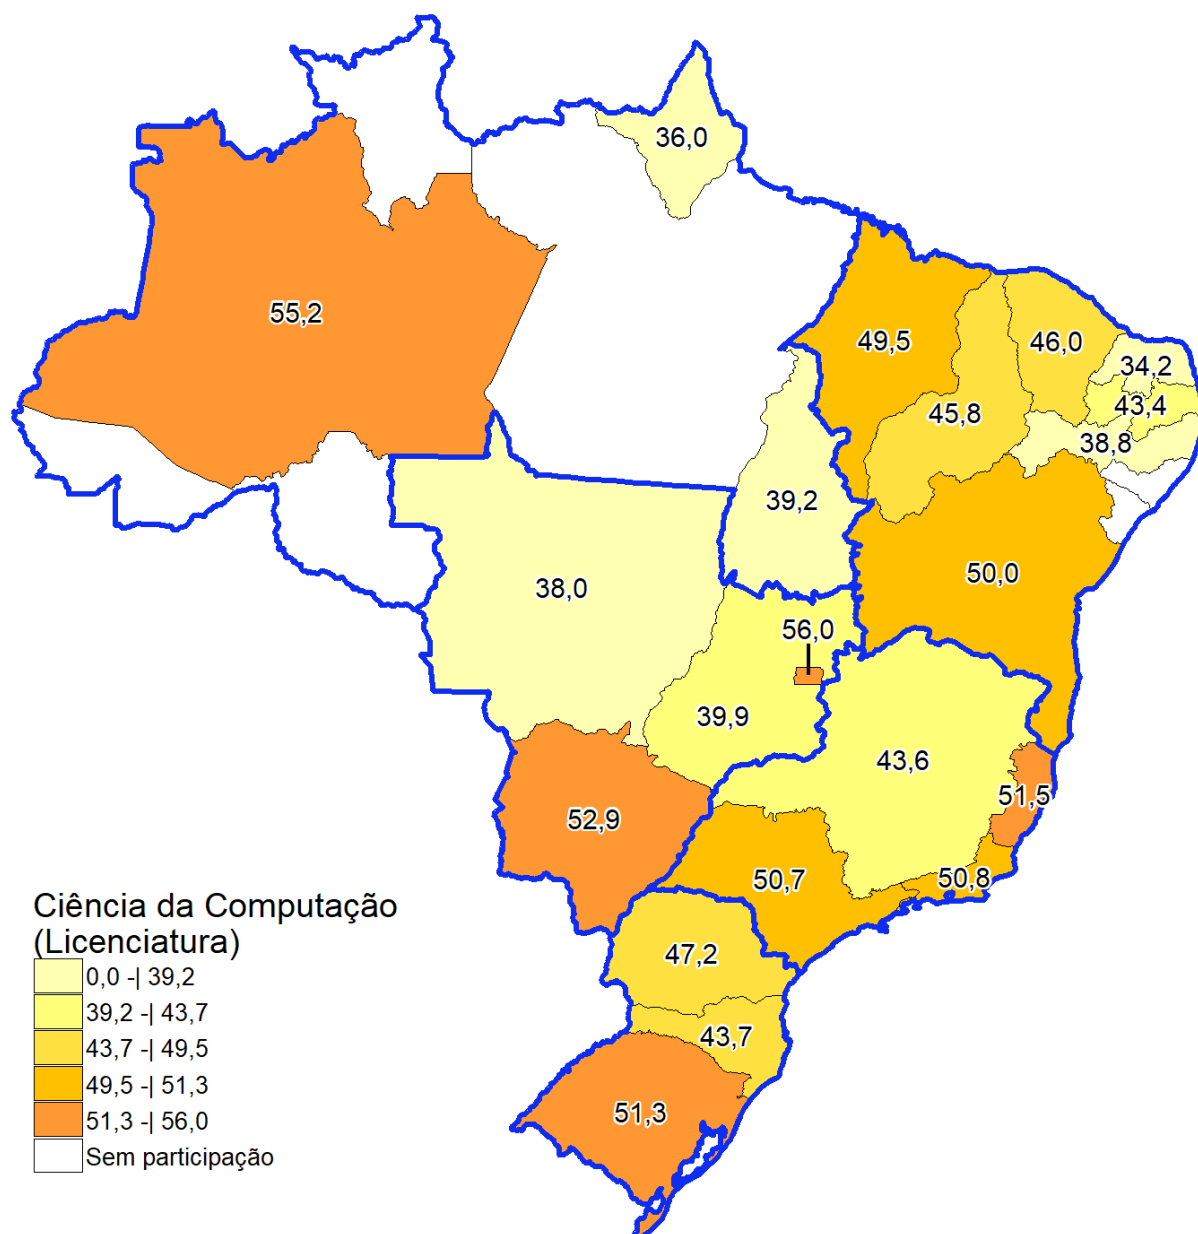 36,0
55,2
49,5
46,0
34,2
43,4
45,8
38,8
39,2
50,0
38,0
56,0
39,9
43,6
51,5
52,9
50,7
50,8
47,2
43,7
51,3
Ciência da Computação
(Licenciatura)
0,0 -| 39,2
39,2 -| 43,7
43,7 -| 49,5
49,5 -| 51,3
51,3 -| 56,0
Sem participação